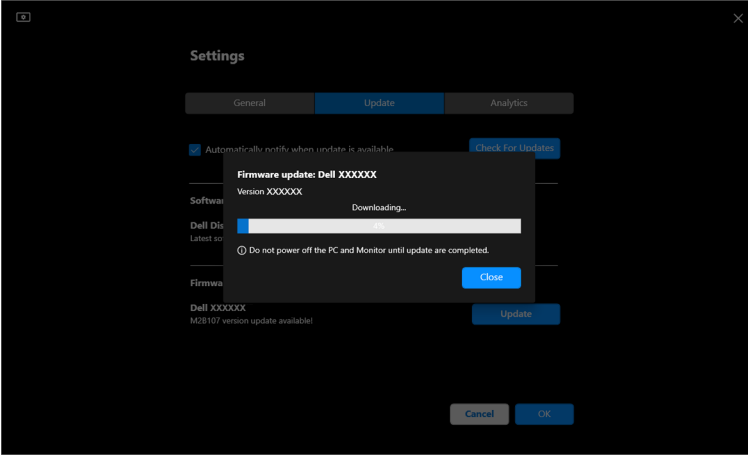 Settings
General
Update
Analytics
Automatically notify when update is available
Check For Updates
Firmware update: Dell XXXXXX
Version XXXXXX
Downloading...
4%
Do not power off the PC and Monitor until update are completed.
Close
Dell XXXXXX
M2B107 version update available!
Update
Cancel
OK